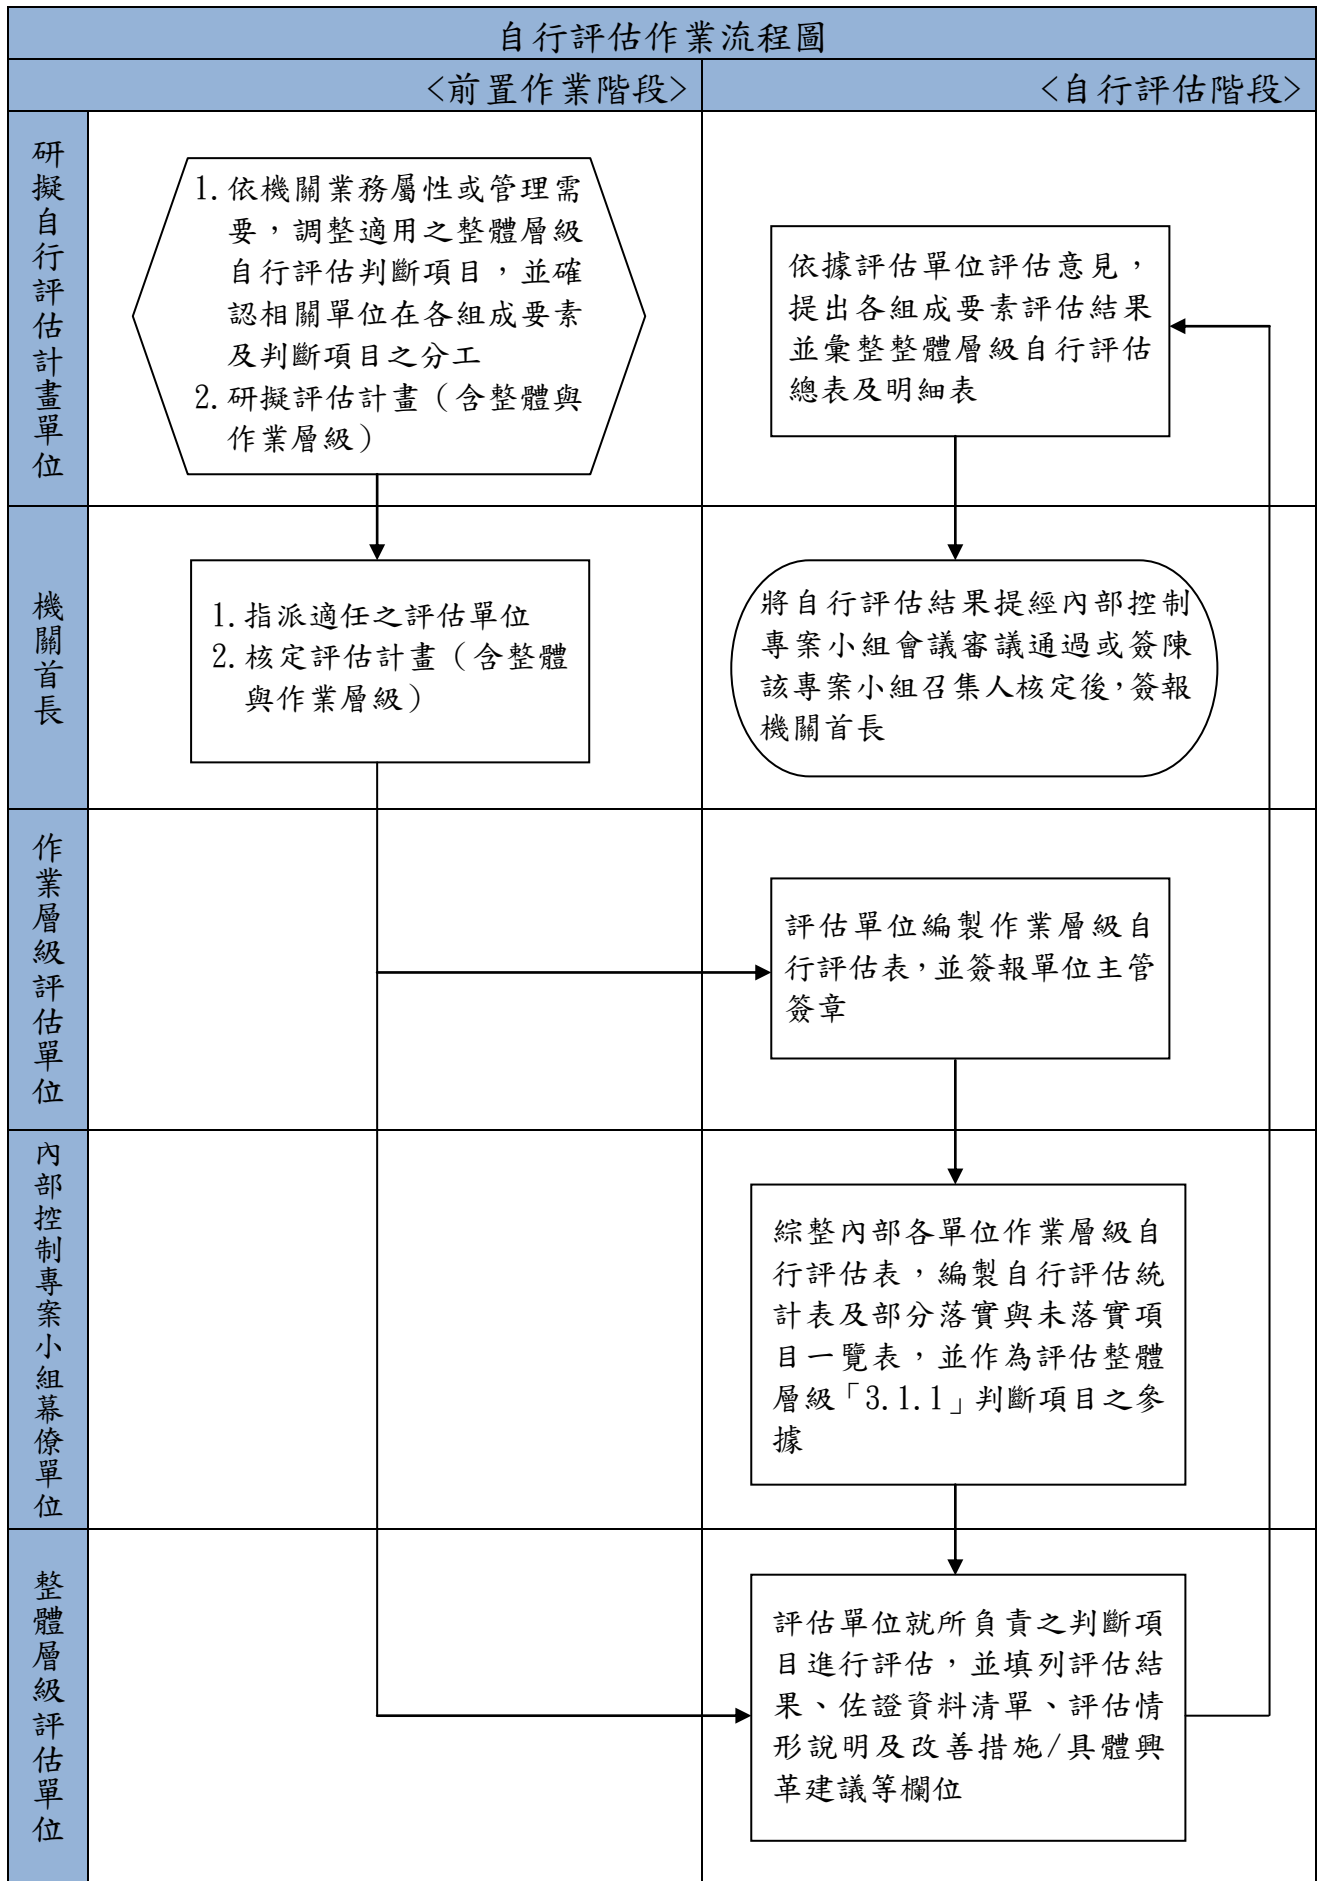 自行評估作業流程圖
<前置作業階段>
<自行評估階段>
研擬自行評估計畫單位
1.依機關業務屬性或管理需
要，調整適用之整體層級
自行評估判斷項目，並確
認相關單位在各組成要素
及判斷項目之分工
2.研擬評估計畫（含整體與
作業層級）
依據評估單位評估意見，
提出各組成要素評估結果
並彙整整體層級自行評估
總表及明細表
機關首長
1.指派適任之評估單位
2.核定評估計畫（含整體
與作業層級）
將自行評估結果提經內部控制
專案小組會議審議通過或簽陳
該專案小組召集人核定後，簽報
機關首長
作業層級評估單位
評估單位編製作業層級自
行評估表，並簽報單位主管
簽章
內部控制專案小組幕僚單位
綜整內部各單位作業層級自
行評估表，編製自行評估統
計表及部分落實與未落實項
目一覽表，並作為評估整體
層級「3.1.1」判斷項目之參
據
整體層級評估單位
評估單位就所負責之判斷項
目進行評估，並填列評估結
果、佐證資料清單、評估情
形說明及改善措施/具體興
革建議等欄位